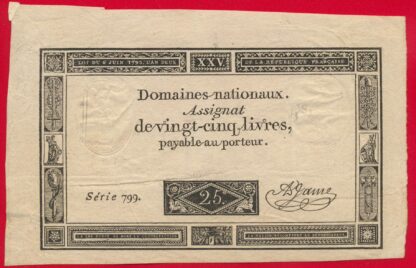 LOI DU 6 JUIN 1793. L'AN DEUX
XXV
DE LA RÉPUBLIQUE FRANÇAISE
Domaines nationaux.
Assignat
de vingt-cinq livres,
payable au porteur.
Série 799.
25.
A Jame